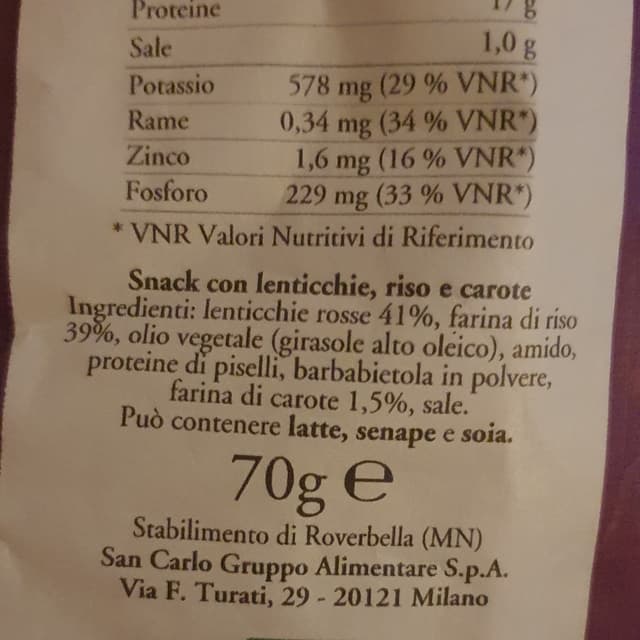 Proteine 17 g
Sale 1,0 g
Potassio 578 mg (29 % VNR*)
Rame 0,34 mg (34 % VNR*)
Zinco 1,6 mg (16 % VNR*)
Fosforo 229 mg (33 % VNR*)
* VNR Valori Nutritivi di Riferimento
Snack con lenticchie, riso e carote
Ingredienti: lenticchie rosse 41%, farina di riso
39%, olio vegetale (girasole alto oleico), amido,
proteine di piselli, barbabietola in polvere,
farina di carote 1,5%, sale.
Può contenere latte, senape e soia.
70g e
Stabilimento di Roverbella (MN)
San Carlo Gruppo Alimentare S.p.A.
Via F. Turati, 29 - 20121 Milano